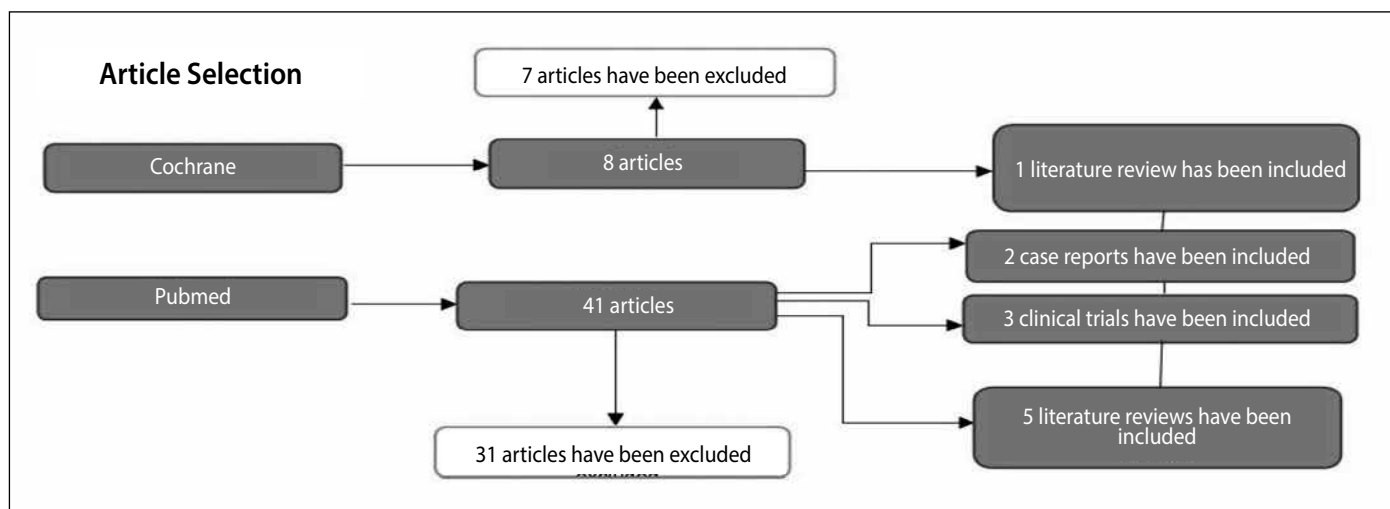 Article Selection
7 articles have been excluded
Cochrane
8 articles
1 literature review has been included
2 case reports have been included
Pubmed
41 articles
3 clinical trials have been included
5 literature reviews have been
included
31 articles have been excluded